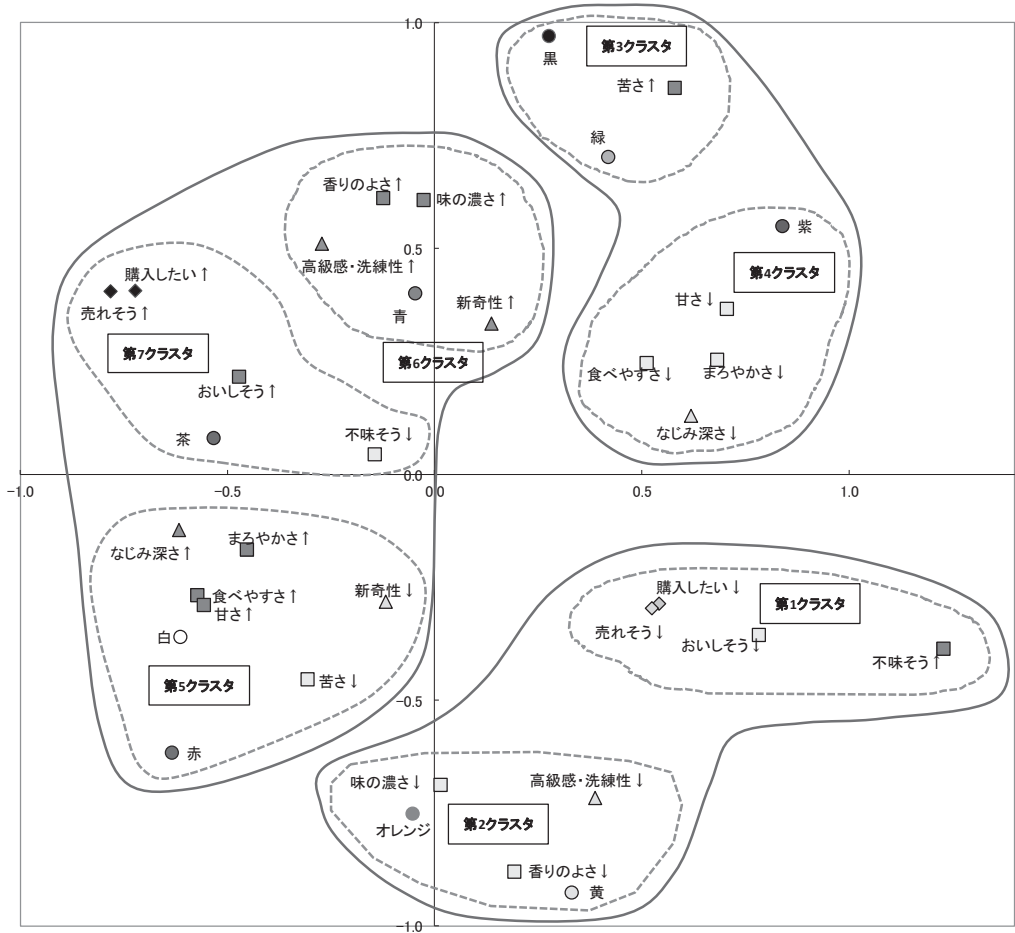 1.0
黒
第3クラスタ
苦さ↑
緑
香りのよさ↑
味の濃さ↑
0.5
高級感・洗練性↑
紫
購入したい↑
売れそう↑
青
新奇性↑
第4クラスタ
甘さ↓
第7クラスタ
第6クラスタ
食べやすさ↓
まろやかさ↓
おいしそう↑
なじみ深さ↓
茶
不味そう↓
-1.0
-0.5
0.0
0.5
1.0
なじみ深さ↑
まろやかさ↑
食べやすさ↑
甘さ↑
新奇性↓
白
第5クラスタ
苦さ↓
赤
購入したい↓
第1クラスタ
売れそう↓
おいしそう↓
不味そう↑
-0.5
味の濃さ↓
高級感・洗練性↓
オレンジ
第2クラスタ
香りのよさ↓
黄
-1.0